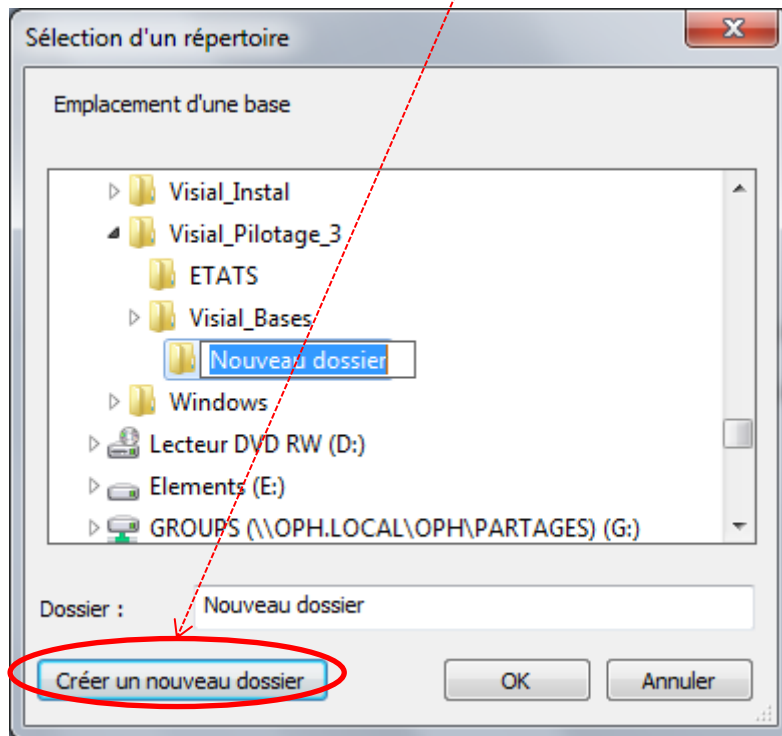 Sélection d'un répertoire
Emplacement d'une base
Visial_Instal
Visial_Pilotage_3
ETATS
Visial_Bases
Nouveau dossier
Windows
Lecteur DVD RW (D:)
Elements (E:)
GROUPS (\\OPH.LOCAL\OPH\PARTAGES) (G:)
Dossier : Nouveau dossier
Créer un nouveau dossier OK Annuler